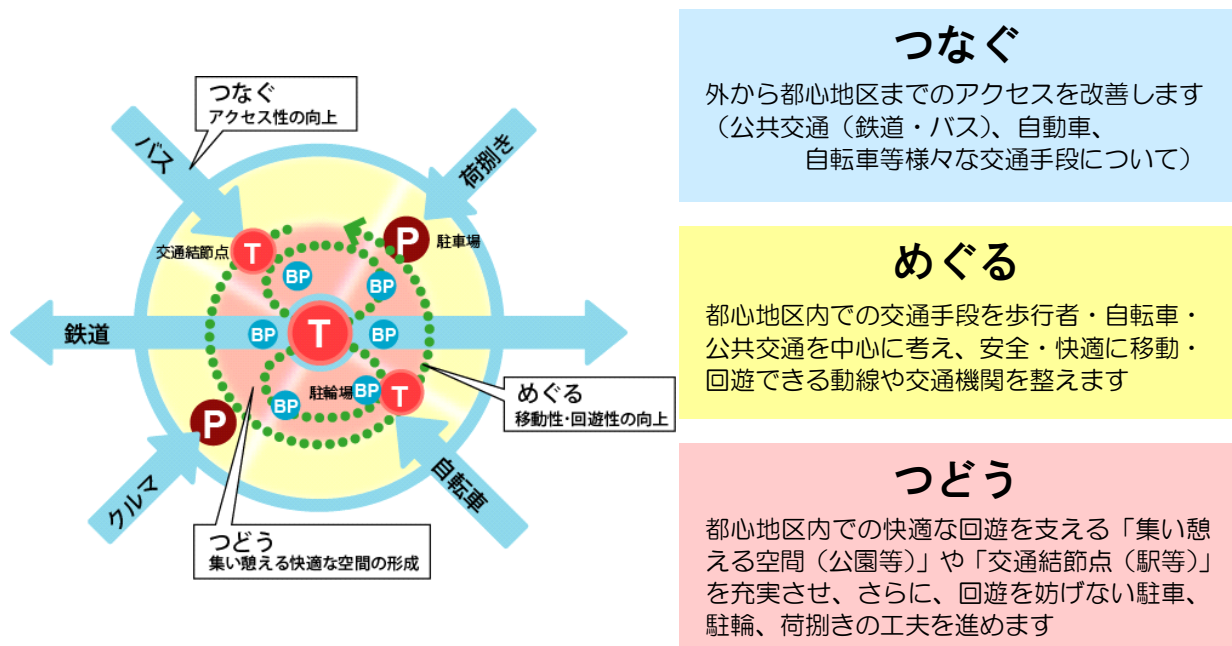 つなぐ
アクセス性の向上
バス
荷捌き
交通結節点
T
P
駐車場
BP
BP
鉄道
BP
T
BP
駐輪場
BP
BP
T
P
めぐる
移動性・回遊性の向上
クルマ
自転車
つどう
集い憩える快適な空間の形成
つなぐ
外から都心地区までのアクセスを改善します
（公共交通（鉄道・バス）、自動車、
自転車等様々な交通手段について）
めぐる
都心地区内での交通手段を歩行者・自転車・
公共交通を中心に考え、安全・快適に移動・
回遊できる動線や交通機関を整えます
つどう
都心地区内での快適な回遊を支える「集い憩
える空間（公園等）」や「交通結節点（駅等）」
を充実させ、さらに、回遊を妨げない駐車、
駐輪、荷捌きの工夫を進めます